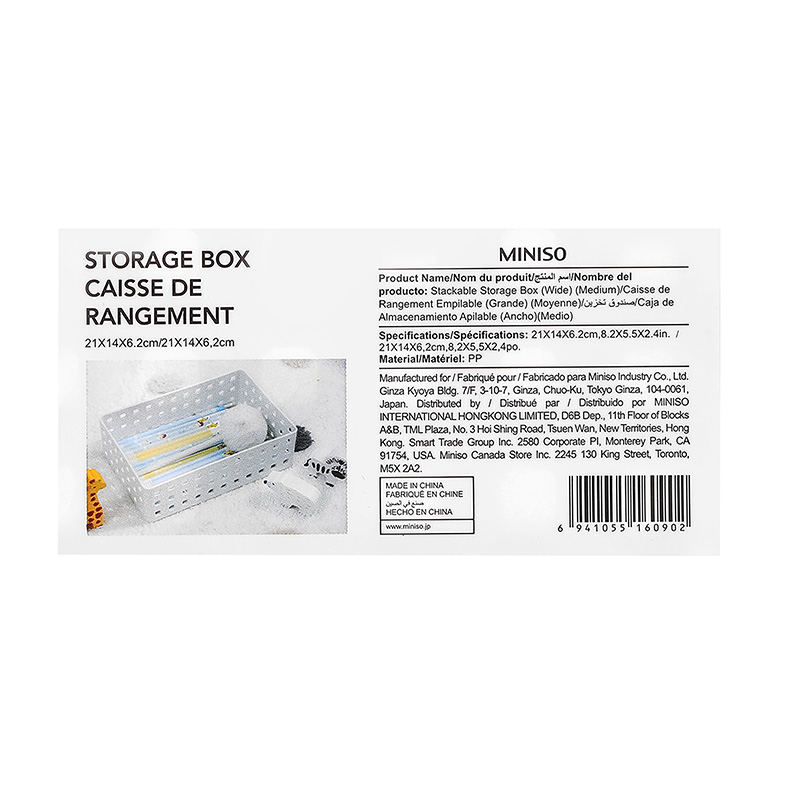 STORAGE BOX
CAISSE DE
RANGEMENT
21X14X6.2cm/21X14X6,2cm
MINISO
Product Name/Nom du produit/اسم المنتج/Nombre del
producto: Stackable Storage Box (Wide) (Medium)/Caisse de
Rangement Empilable (Grande) (Moyenne)/صندوق تخزين/Caja de
Almacenamiento Apilable (Ancho)(Medio)
Specifications/Spécifications: 21X14X6.2cm,8.2X5.5X2.4in. /
21X14X6,2cm,8,2X5,5X2,4po.
Material/Matériel: PP
Manufactured for / Fabriqué pour / Fabricado para Miniso Industry Co., Ltd.
Ginza Kyoya Bldg. 7/F, 3-10-7, Ginza, Chuo-Ku, Tokyo Ginza, 104-0061,
Japan. Distributed by / Distribué par / Distribuido por MINISO
INTERNATIONAL HONGKONG LIMITED, D6B Dep., 11th Floor of Blocks
A&B, TML Plaza, No. 3 Hoi Shing Road, Tsuen Wan, New Territories, Hong
Kong. Smart Trade Group Inc. 2580 Corporate Pl, Monterey Park, CA
91754, USA. Miniso Canada Store Inc. 2245 130 King Street, Toronto,
M5X 2A2.
MADE IN CHINA
FABRIQUÉ EN CHINE
صنع في الصين
HECHO EN CHINA
www.miniso.jp
6 941055 160902